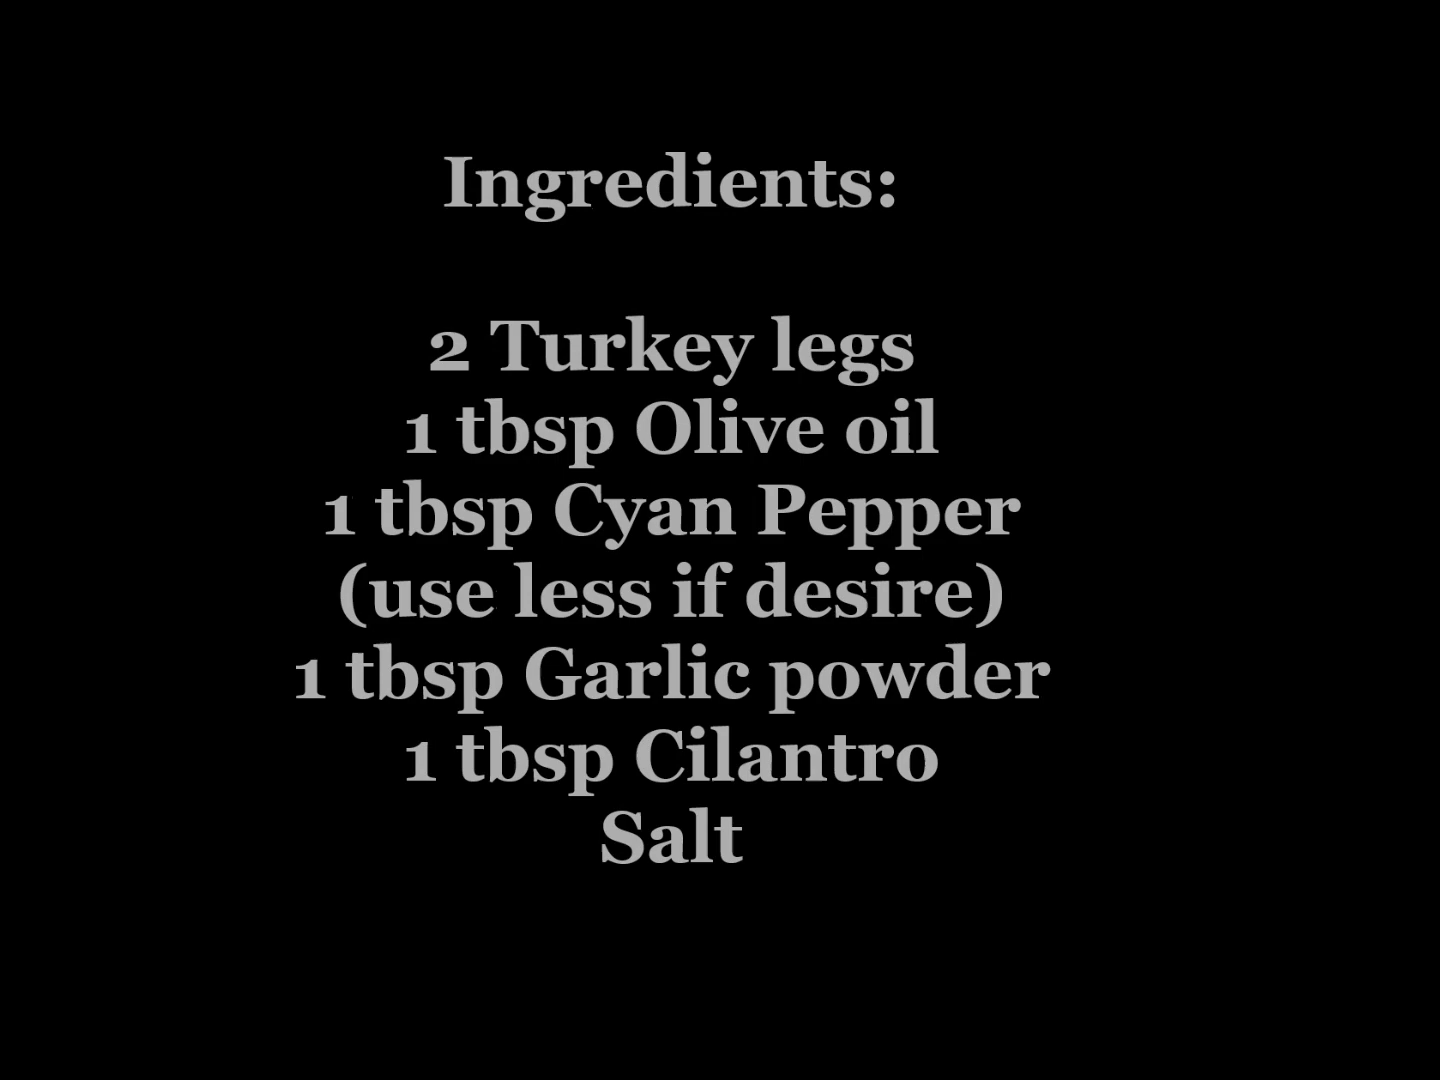 Ingredients:
2 Turkey legs
1 tbsp Olive oil
1 tbsp Cyan Pepper
(use less if desire)
1 tbsp Garlic powder
1 tbsp Cilantro
Salt